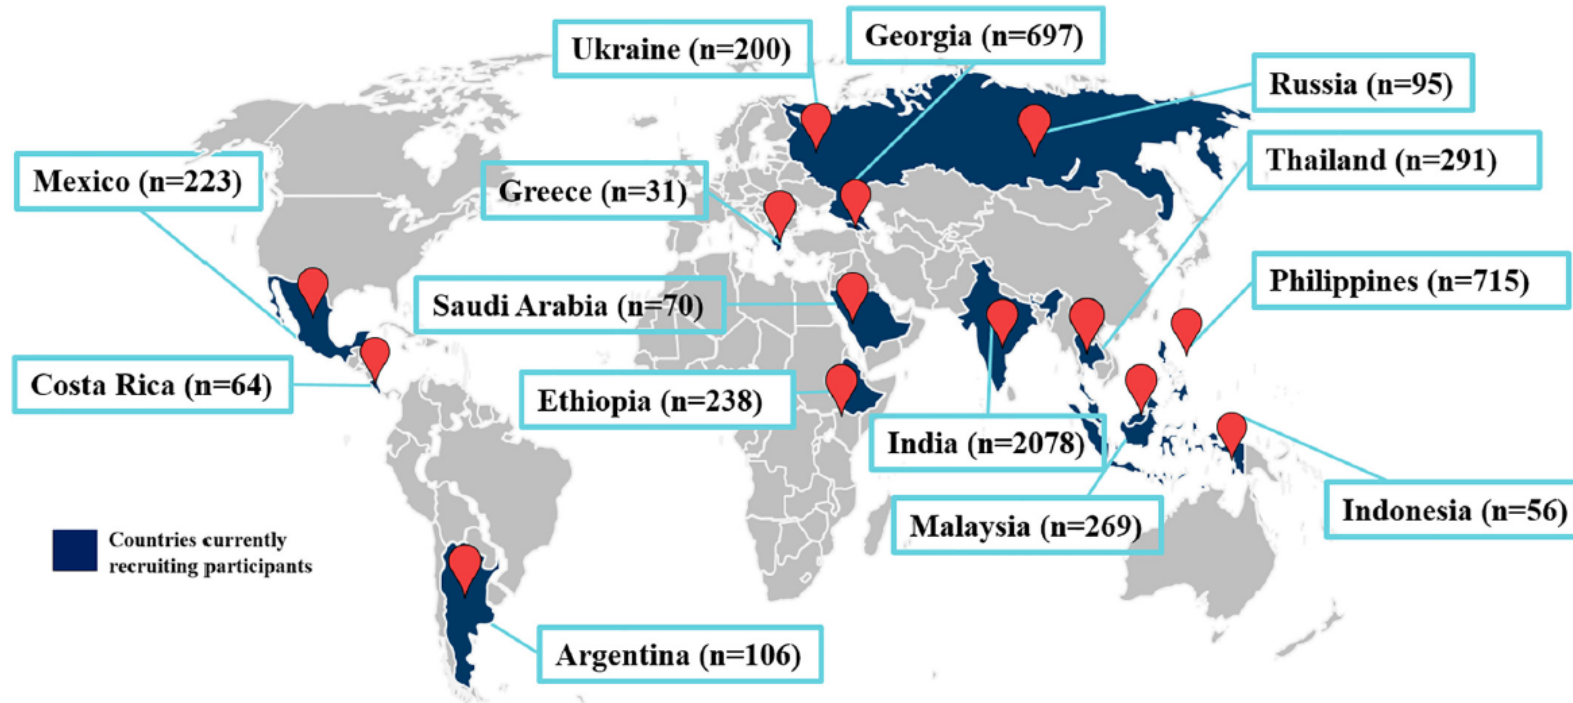 Georgia (n=697)
Ukraine (n=200)
Russia (n=95)
Thailand (n=291)
Mexico (n=223)
Greece (n=31)
Philippines (n=715)
Saudi Arabia (n=70)
Costa Rica (n=64)
Ethiopia (n=238)
India (n=2078)
Indonesia (n=56)
Malaysia (n=269)
Countries currently
recruiting participants
Argentina (n=106)